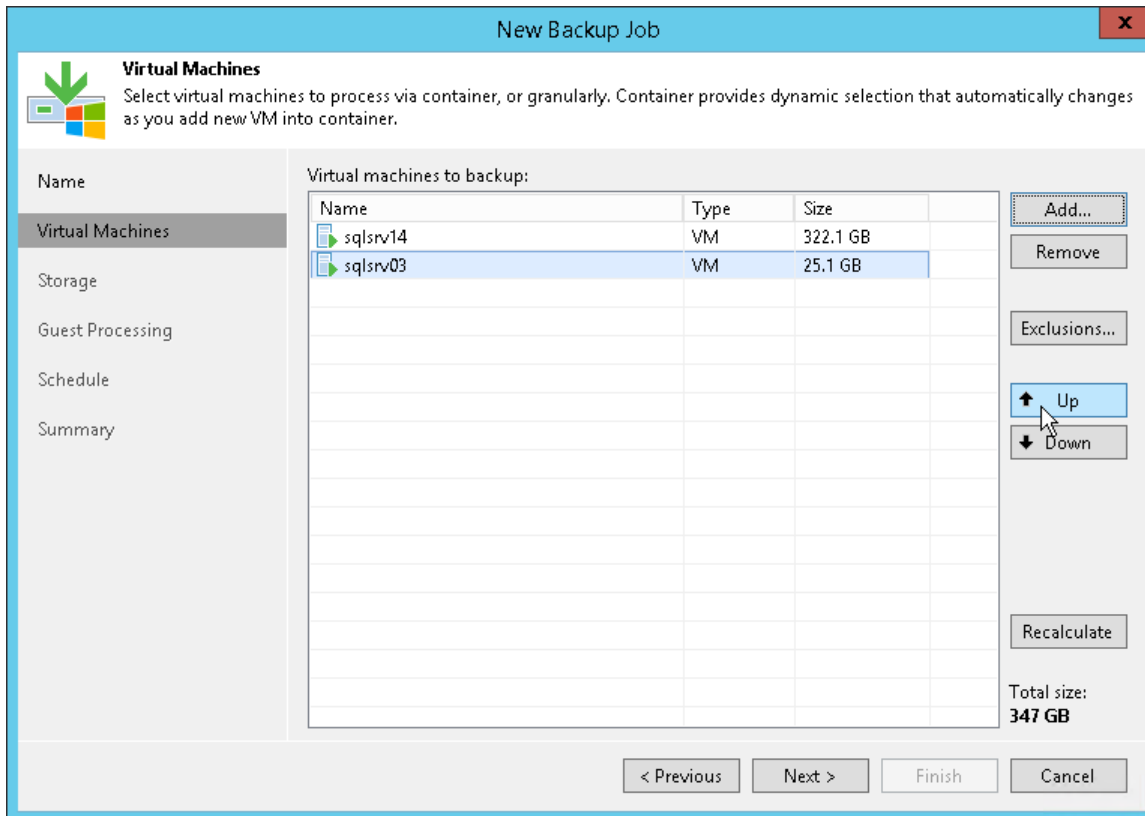 New Backup Job
x
Virtual Machines
Select virtual machines to process via container, or granularly. Container provides dynamic selection that automatically changes
as you add new VM into container.
Name
Virtual Machines
Storage
Guest Processing
Schedule
Summary
Virtual machines to backup:
Name Type Size
sqlsrv14 VM 322.1 GB
sqlsrv03 VM 25.1 GB
Add...
Remove
Exclusions...
Up
Down
Recalculate
Total size:
347 GB
< Previous Next > Finish Cancel